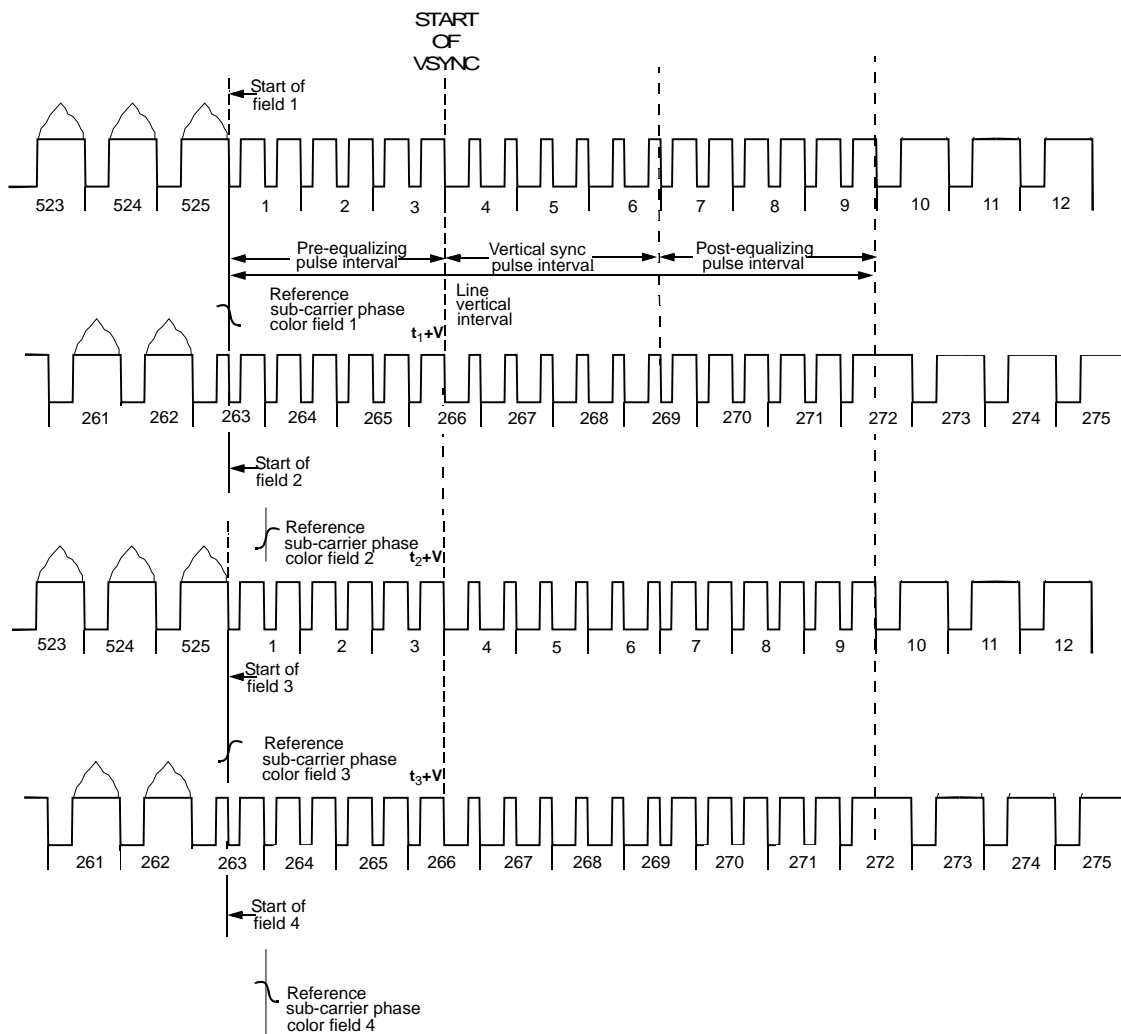 START
OF
VSYNC
Start of
field 1
523 524 525 1 2 3 4 5 6 7 8 9 10 11 12
Pre-equalizing
pulse interval
Vertical sync
pulse interval
Post-equalizing
pulse interval
Reference
sub-carrier phase
color field 1
t1+V
Line
vertical
interval
261 262 263 264 265 266 267 268 269 270 271 272 273 274 275
Start of
field 2
Reference
sub-carrier phase
color field 2
t2+V
523 524 525 1 2 3 4 5 6 7 8 9 10 11 12
Start of
field 3
Reference
sub-carrier phase
color field 3
t3+V
261 262 263 264 265 266 267 268 269 270 271 272 273 274 275
Start of
field 4
Reference
sub-carrier phase
color field 4